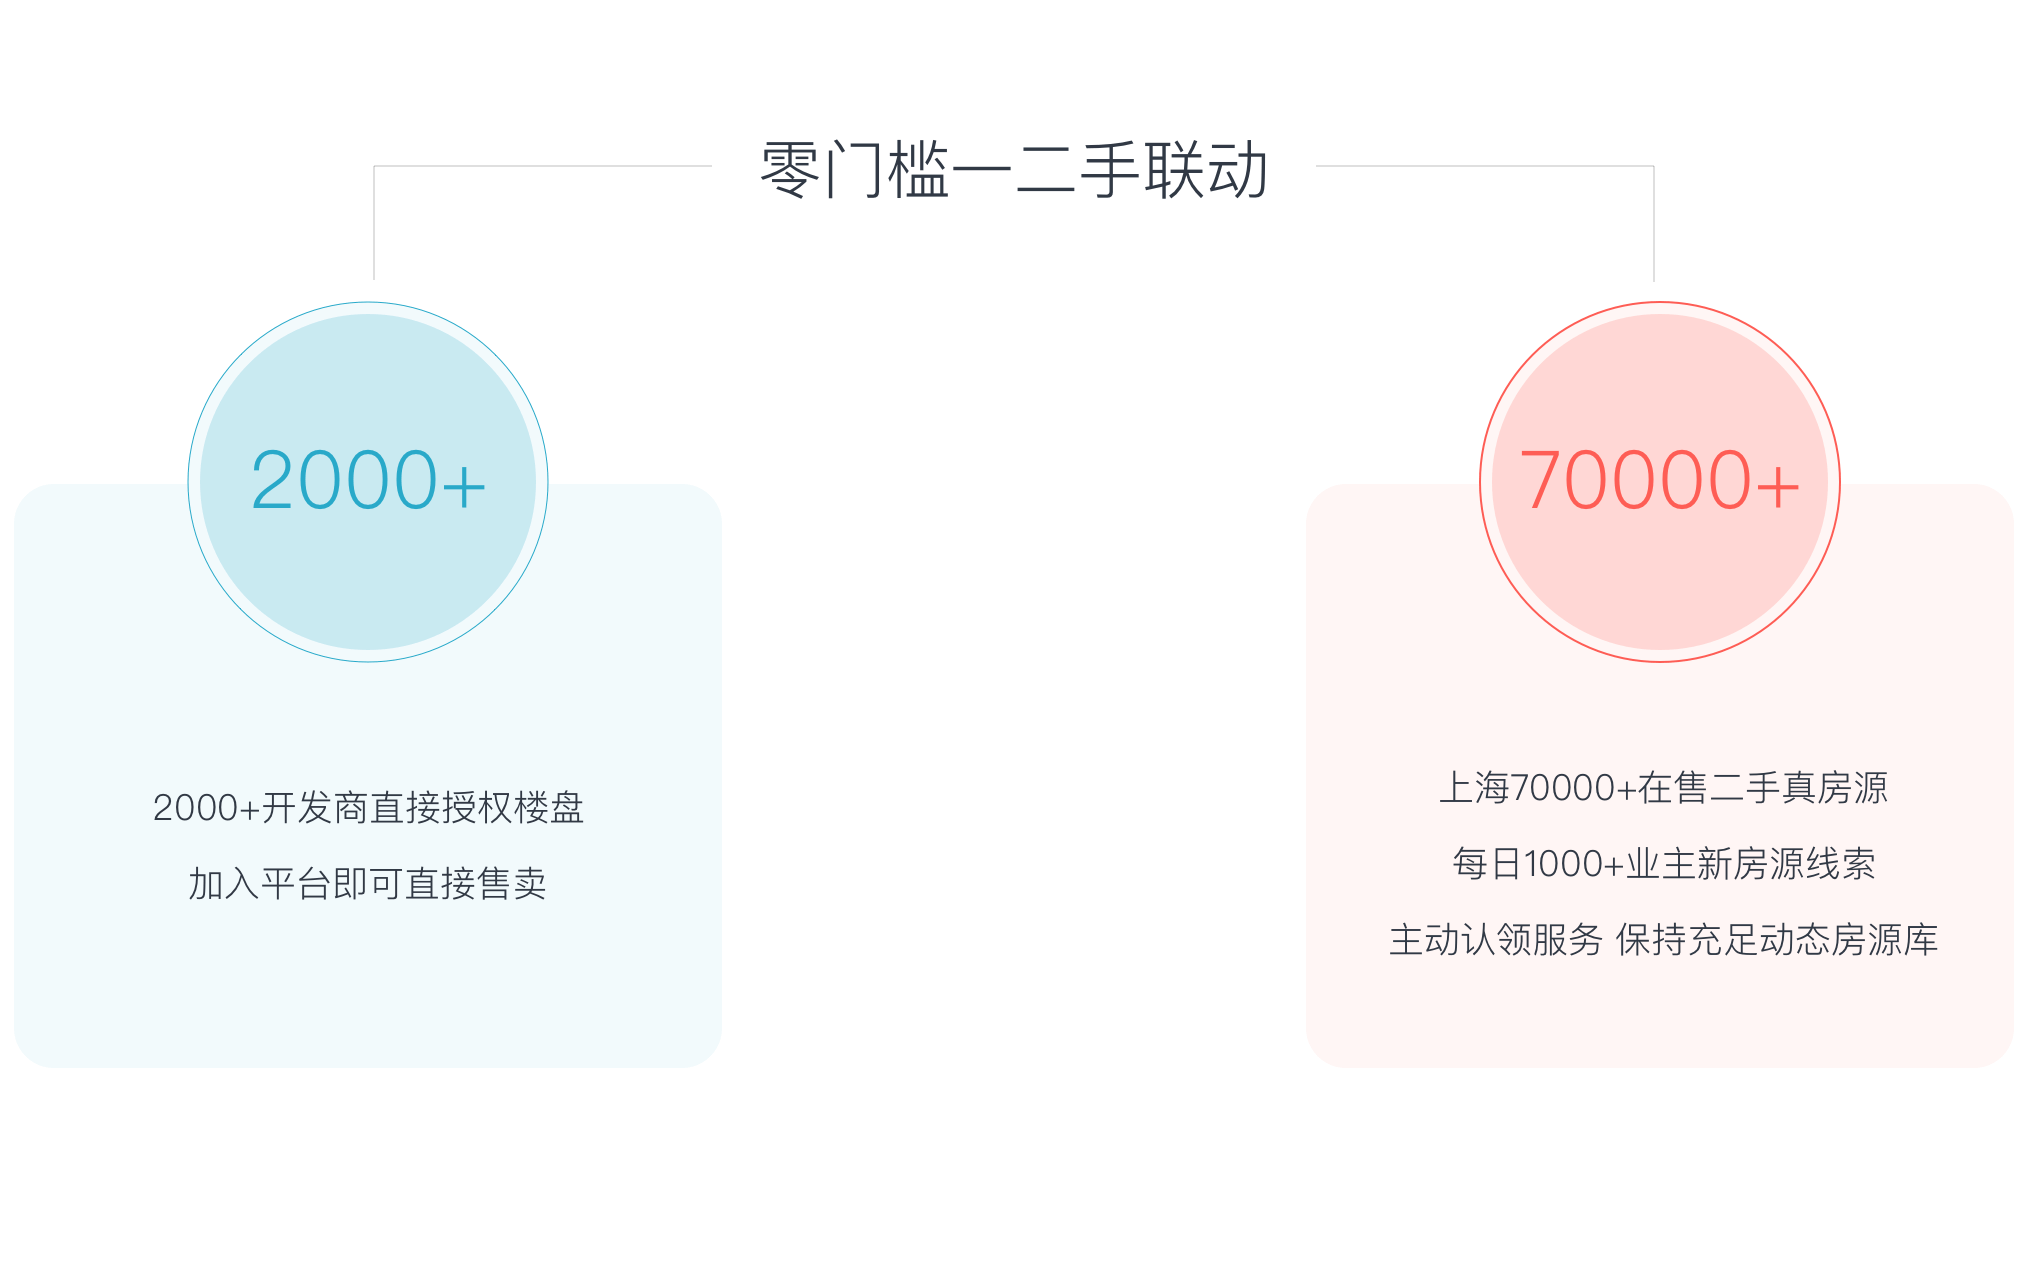 零门槛一二手联动
2000+
2000+开发商直接授权楼盘
加入平台即可直接售卖
70000+
上海70000+在售二手真房源
每日1000+业主新房源线索
主动认领服务 保持充足动态房源库